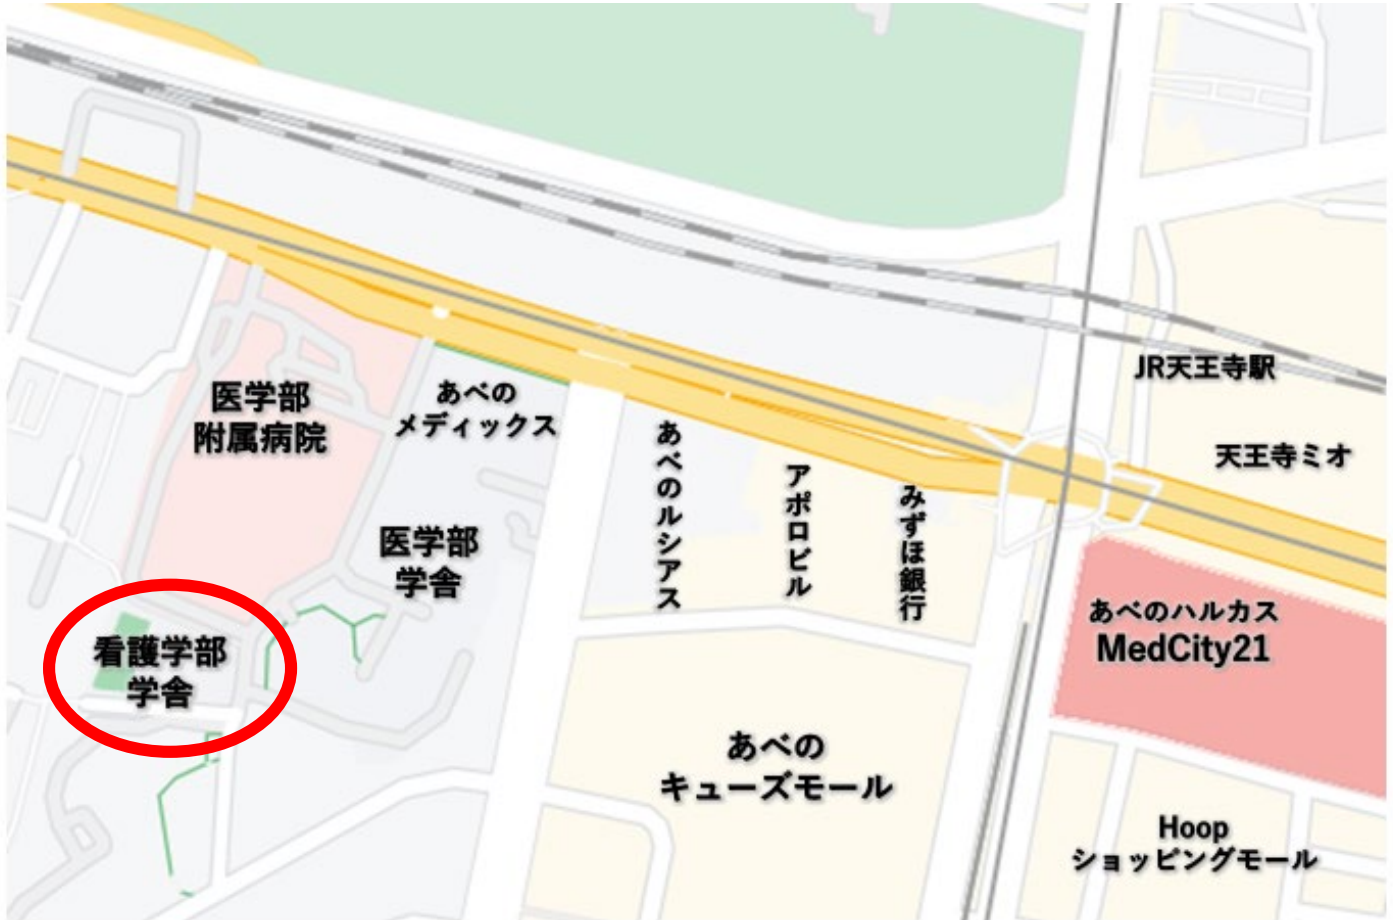 JR天王寺駅
天王寺ミオ
医学部
附属病院
あべの
メディックス
あべのルシアス
アポロビル
みずほ銀行
医学部
学舎
あべのハルカス
MedCity21
看護学部
学舎
あべの
キューズモール
Hoop
ショッピングモール